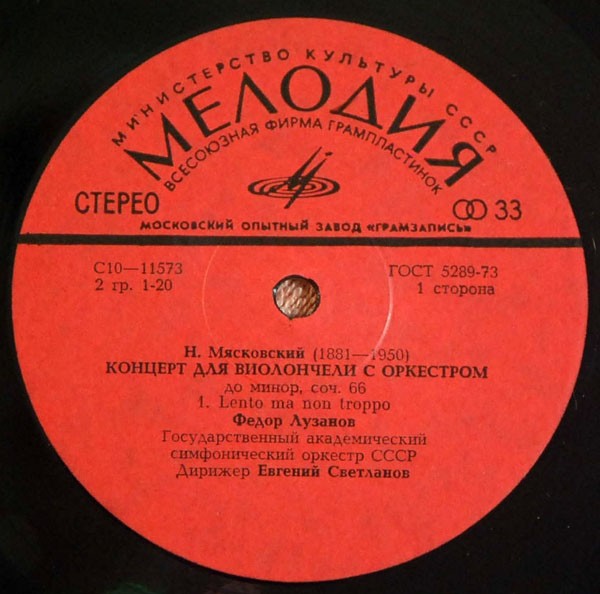 МИНИСТЕРСТВО КУЛЬТУРЫ СССР
МЕЛОДИЯ
ВСЕСОЮЗНАЯ ФИРМА ГРАМПЛАСТИНОК
СТЕРЕО
33
МОСКОВСКИЙ ОПЫТНЫЙ ЗАВОД «ГРАМЗАПИСЬ»
С10—11573
ГОСТ 5289-73
2 гр. 1-20
1 сторона
Н. Мясковский (1881—1950)
КОНЦЕРТ ДЛЯ ВИОЛОНЧЕЛИ С ОРКЕСТРОМ
до минор, соч. 66
1. Lento ma non troppo
Федор Лузанов
Государственный академический
симфонический оркестр СССР
Дирижер Евгений Светланов